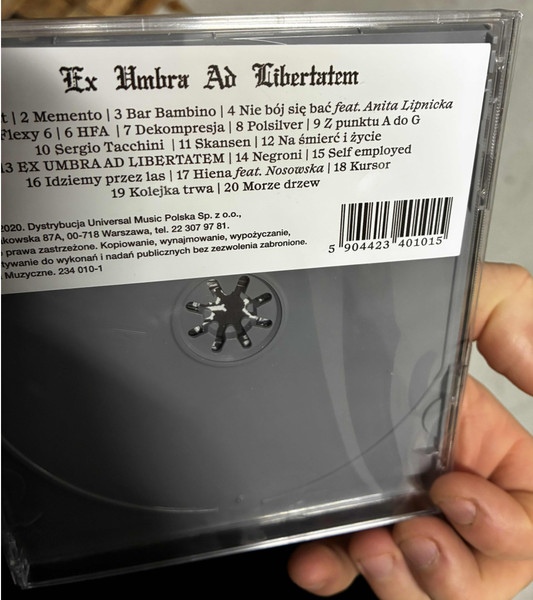 Ex Umbra Ad Libertatem
t | 2 Memento | 3 Bar Bambino | 4 Nie bój się bać feat. Anita Lipnicka
Flexy 6 | 6 HFA | 7 Dekompresja | 8 Polsilver | 9 Z punktu A do G
10 Sergio Tacchini | 11 Skansen | 12 Na śmierć i życie
13 EX UMBRA AD LIBERTATEM | 14 Negroni | 15 Self employed
16 Idziemy przez las | 17 Hiena feat. Nosowska | 18 Kursor
19 Kolejka trwa | 20 Morze drzew
2020. Dystrybucja Universal Music Polska Sp. z o.o.,
kowska 87A, 00-718 Warszawa, tel. 22 307 97 81.
prawa zastrzeżone. Kopiowanie, wynajmowanie, wypożyczanie,
tywanie do wykonań i nadań publicznych bez zezwolenia zabronione.
Muzyczne. 234 010-1
5 904423 401015